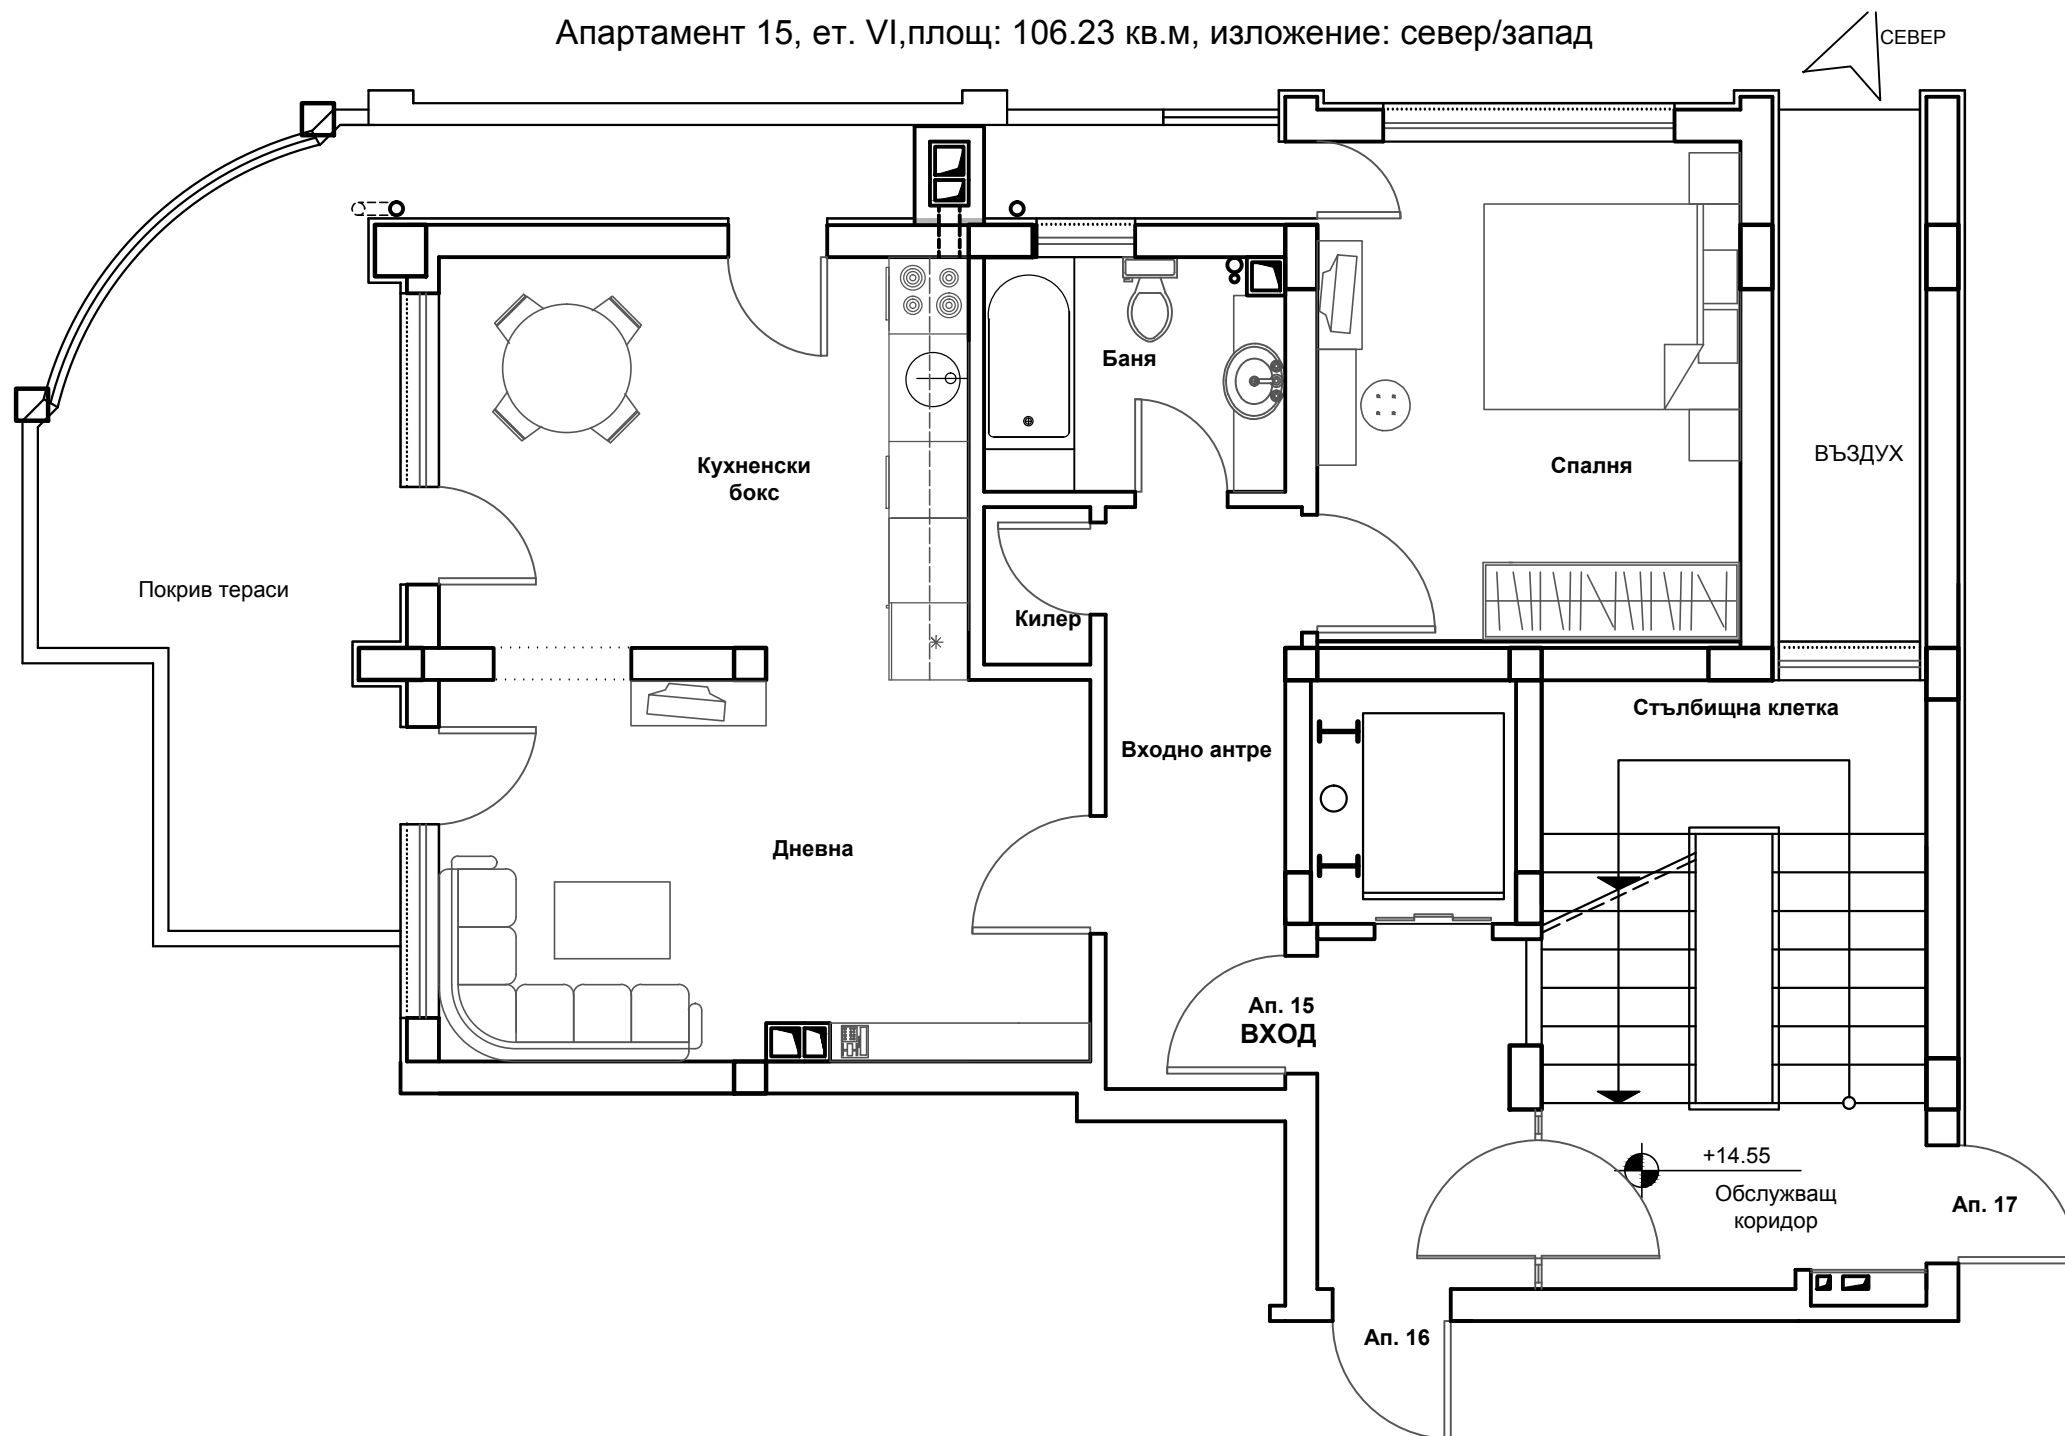 Апартамент 15, ет. VI,площ: 106.23 кв.м, изложение: север/запад
СЕВЕР
Баня
Кухненски
бокс
Спалня
ВЪЗДУХ
Покрив тераси
Килер
Стълбищна клетка
Входно антре
Дневна
Ап. 15
ВХОД
+14.55
Обслужващ
коридор
Ап. 17
Ап. 16